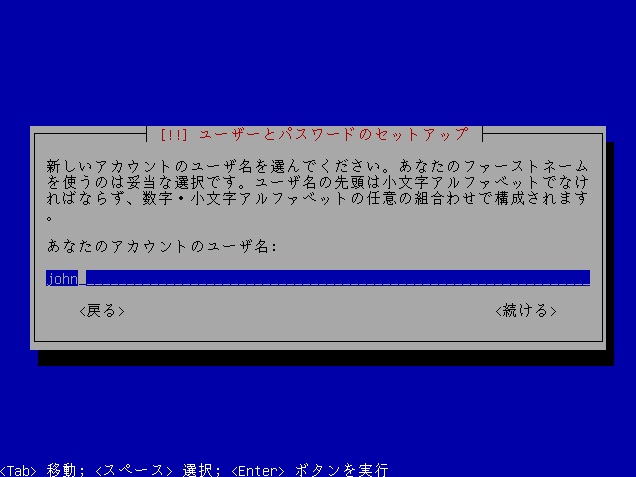 [!!] ユーザーとパスワードのセットアップ
新しいアカウントのユーザ名を選んでください。あなたのファーストネーム
を使うのは妥当な選択です。ユーザ名の先頭は小文字アルファベットでなけ
ればならず、数字・小文字アルファベットの任意の組合わせで構成されます
。
あなたのアカウントのユーザ名:
john
<戻る> <続ける>
<Tab> 移動; <スペース> 選択; <Enter> ボタンを実行